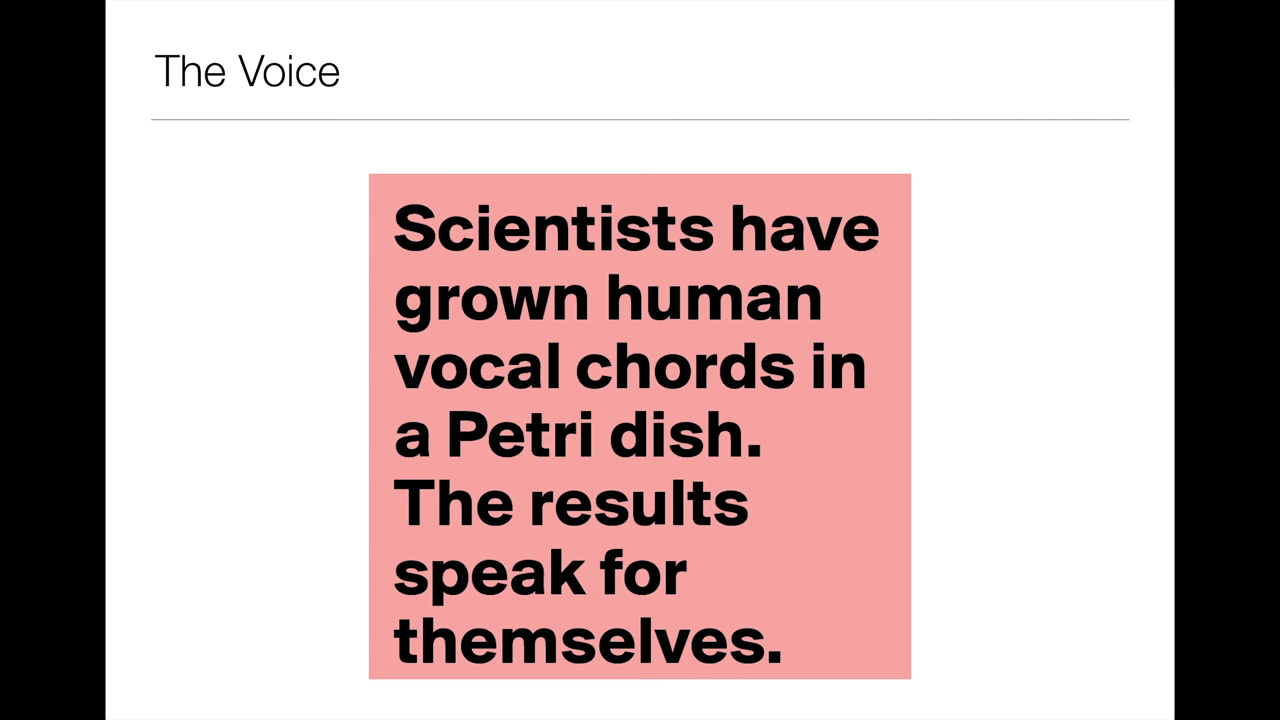 The Voice
Scientists have
grown human
vocal chords in
a Petri dish.
The results
speak for
themselves.